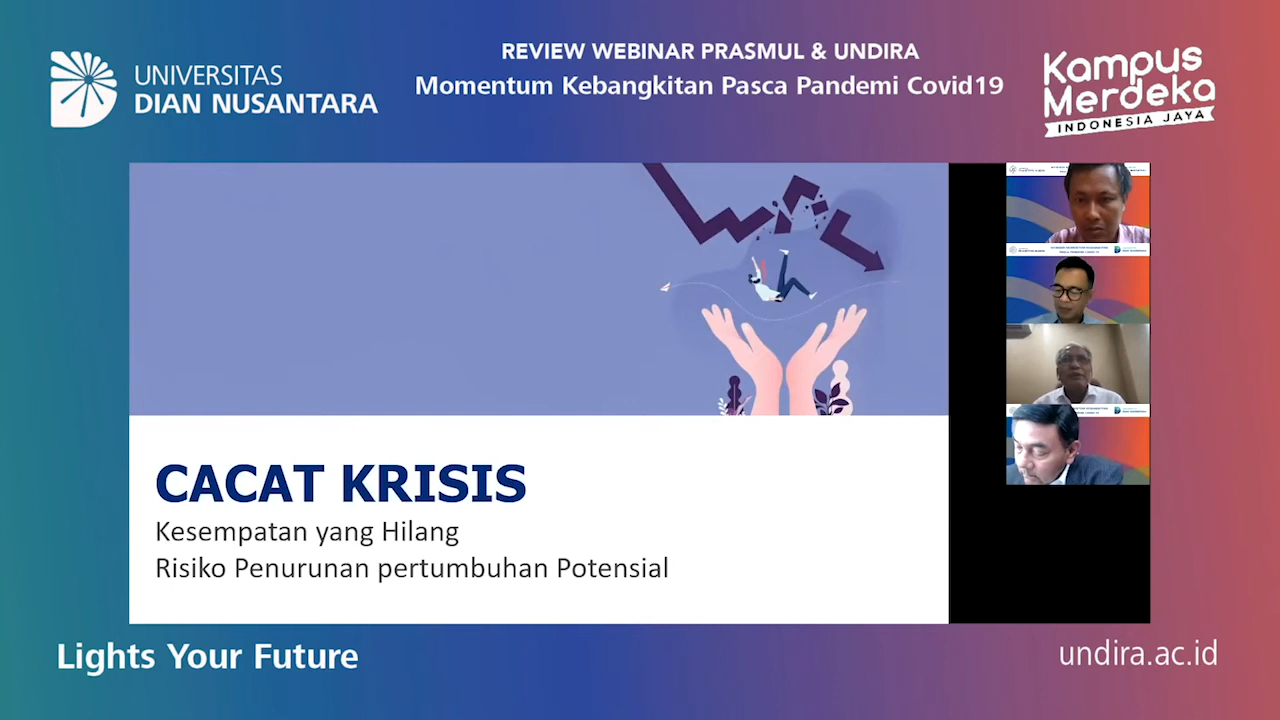 UNIVERSITAS
DIAN NUSANTARA
REVIEW WEBINAR PRASMUL & UNDIRA
Momentum Kebangkitan Pasca Pandemi Covid19
Kampus
Merdeka
INDONESIA JAYA
CACAT KRISIS
Kesempatan yang Hilang
Risiko Penurunan pertumbuhan Potensial
Lights Your Future
undira.ac.id